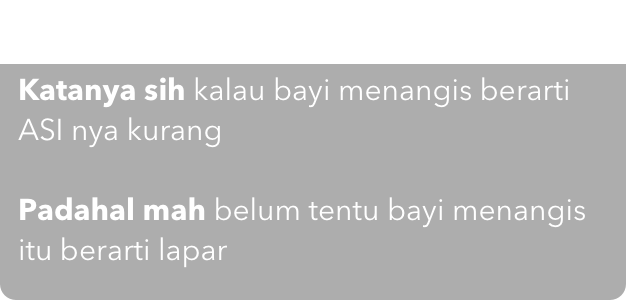 Katanya sih kalau bayi menangis berarti
ASI nya kurang
Padahal mah belum tentu bayi menangis
itu berarti lapar